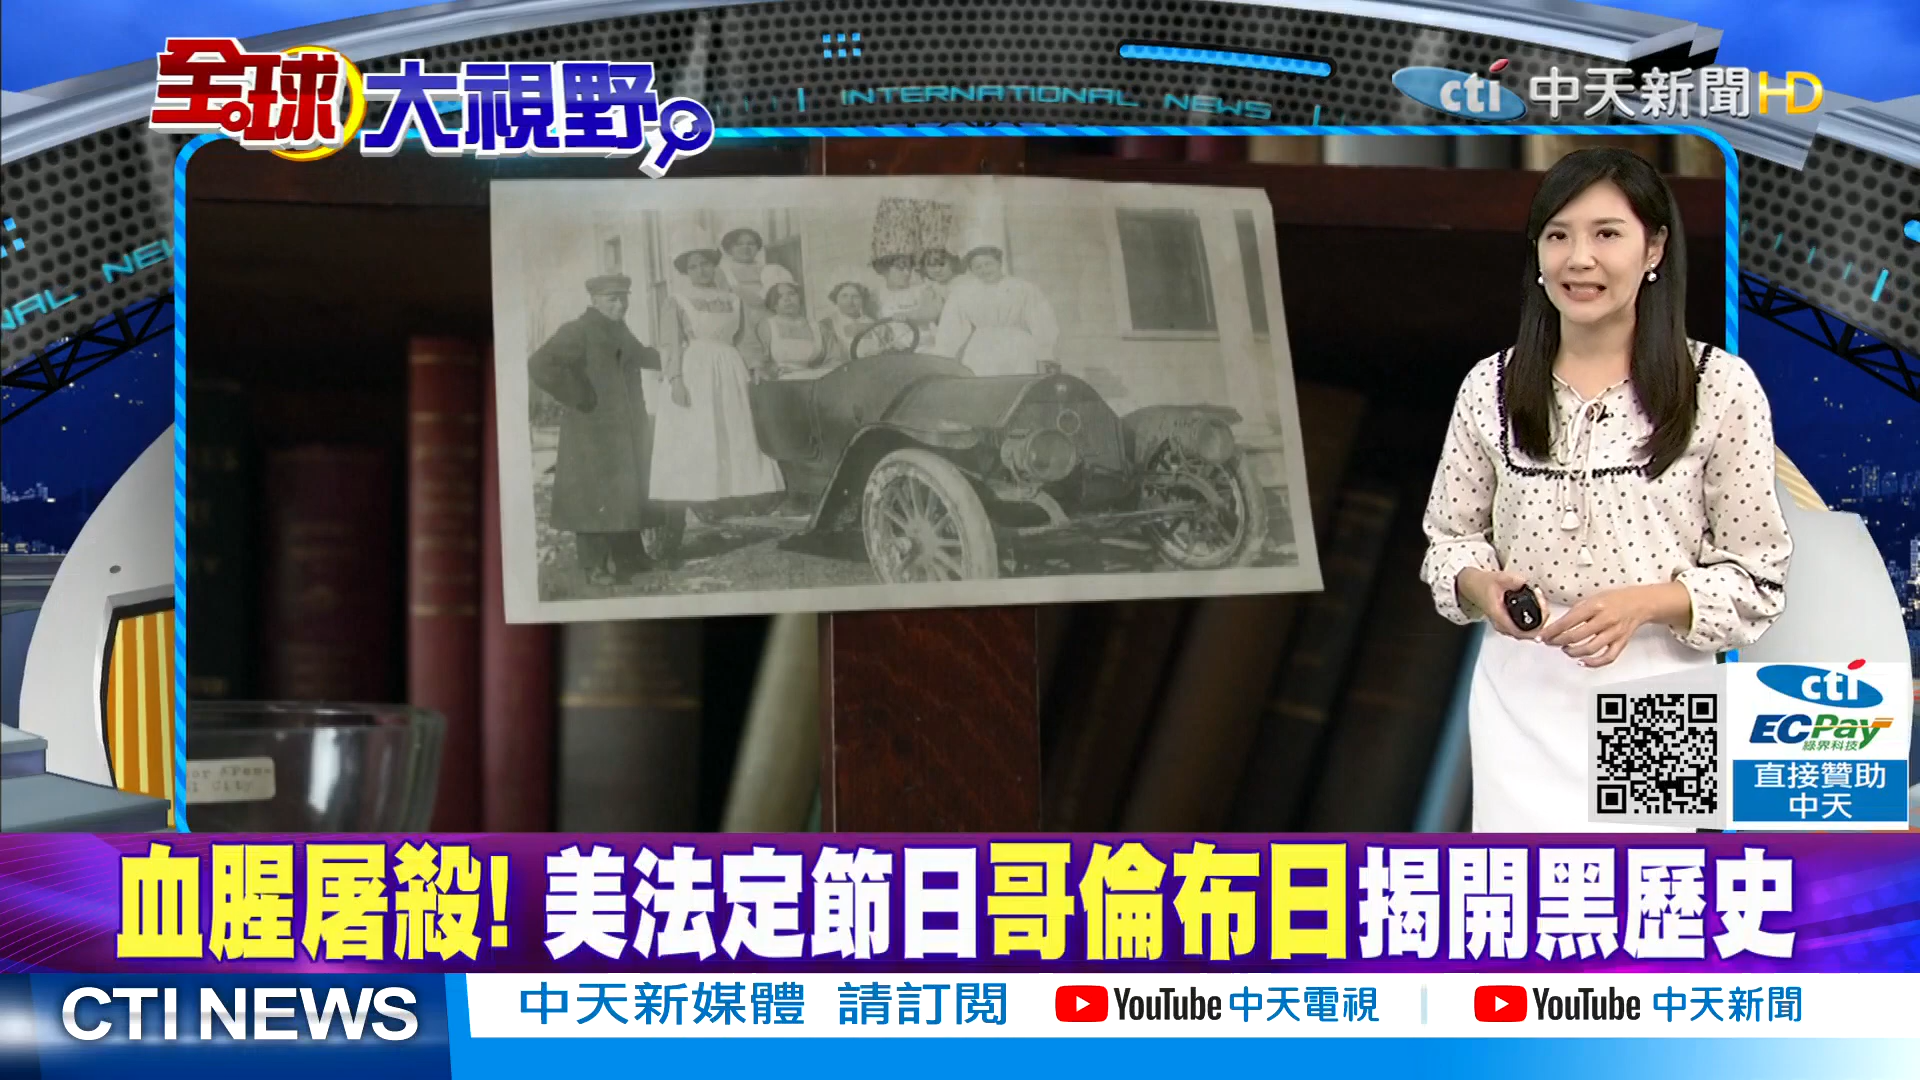 全球大視野
INTERNATIONAL NEWS
cti 中天新聞HD
cti
ECPay
綠界科技
直接贊助
中天
血腥屠殺! 美法定節日哥倫布日揭開黑歷史
CTI NEWS
中天新媒體 請訂閱 YouTube 中天電視 YouTube 中天新聞